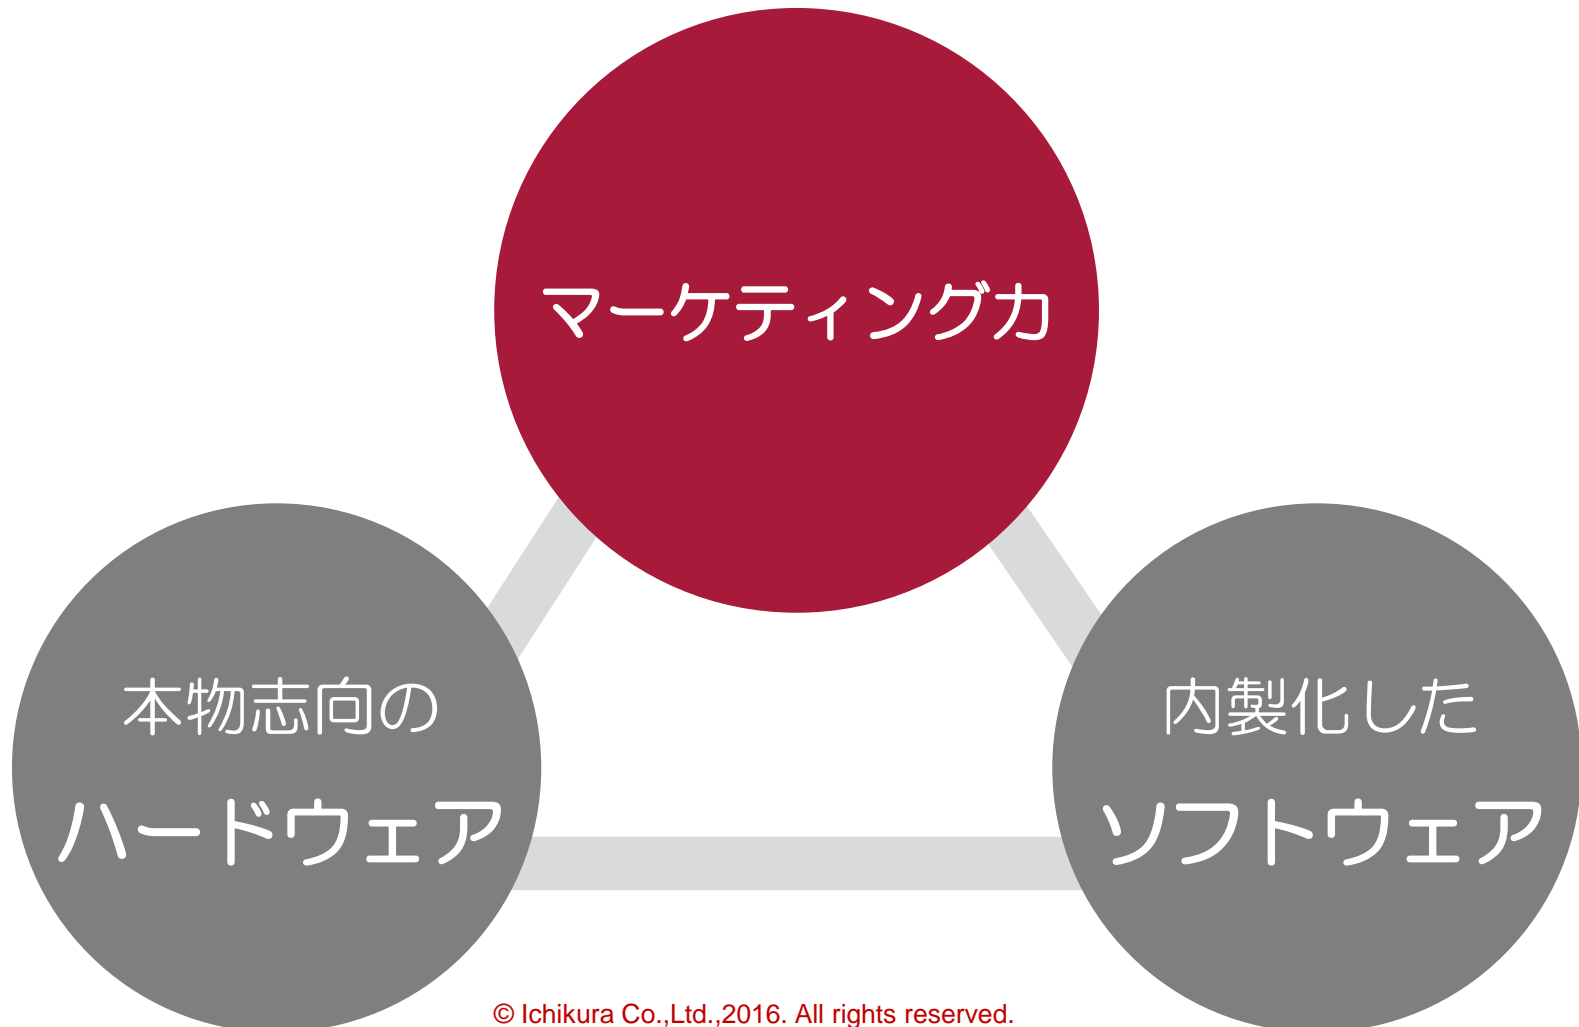 マーケティング力
本物志向の
ハードウェア
内製化した
ソフトウェア
© Ichikura Co.,Ltd.,2016. All rights reserved.